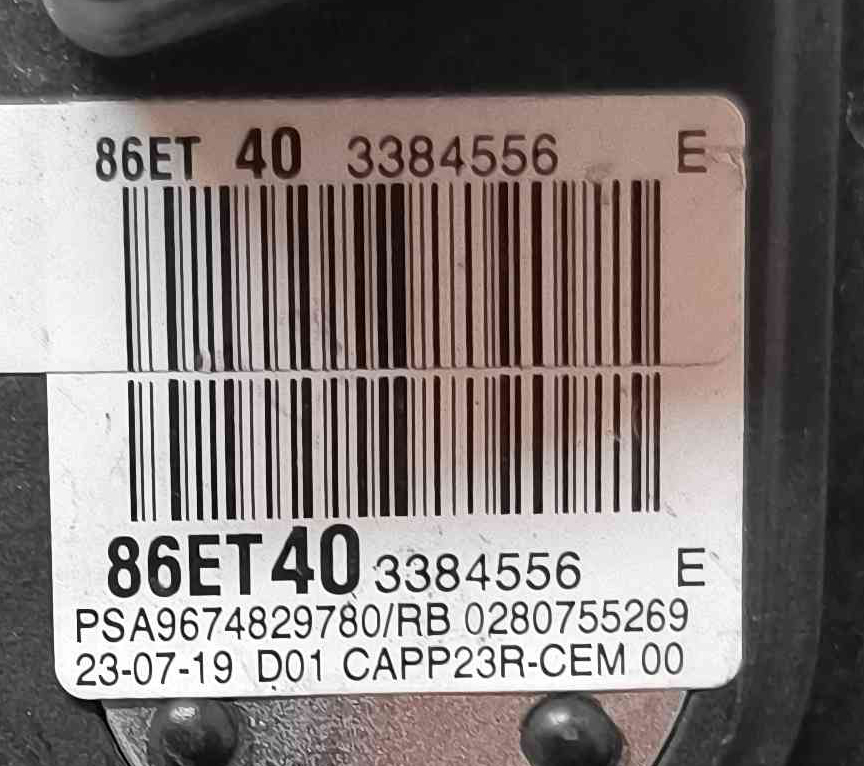 86ET 40 3384556 E
86ET40 3384556 E
PSA9674829780/RB 0280755269
23-07-19 D01 CAPP23R-CEM 00